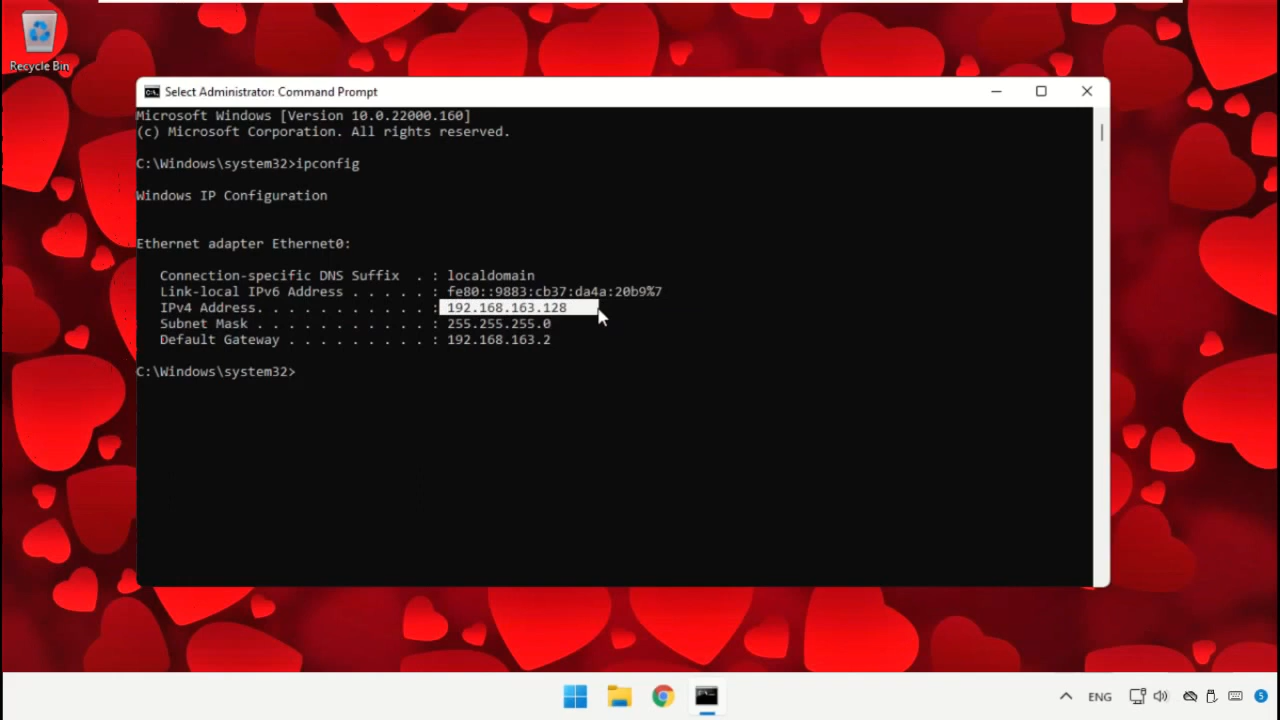 Recycle Bin
Select Administrator: Command Prompt
Microsoft Windows [Version 10.0.22000.160]
(c) Microsoft Corporation. All rights reserved.
C:\Windows\system32>ipconfig
Windows IP Configuration
Ethernet adapter Ethernet0:
Connection-specific DNS Suffix  . : localdomain
Link-local IPv6 Address . . . . . : fe80::9883:cb37:da4a:20b9%7
IPv4 Address. . . . . . . . . . . : 192.168.163.128
Subnet Mask . . . . . . . . . . . : 255.255.255.0
Default Gateway . . . . . . . . . : 192.168.163.2
C:\Windows\system32>
ENG
5